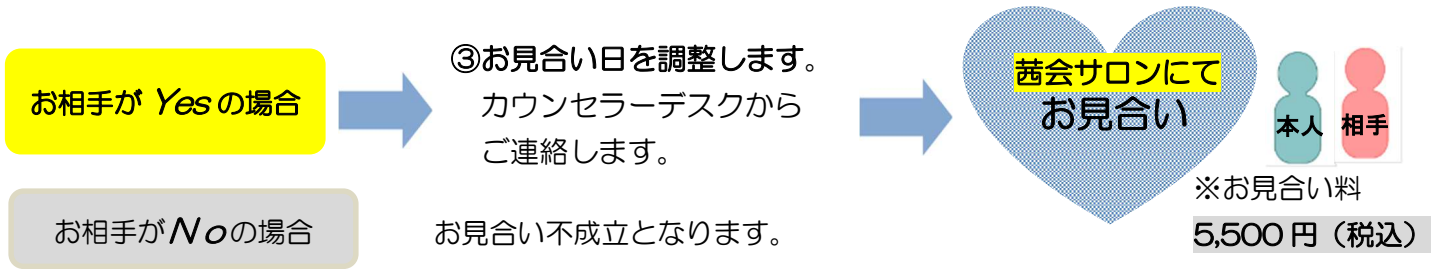 お相手が Yes の場合
③お見合い日を調整します。
カウンセラーデスクから
ご連絡します。
茜会サロンにて
お見合い
本人
相手
※お見合い料
5,500 円（税込）
お相手がＮｏの場合
お見合い不成立となります。